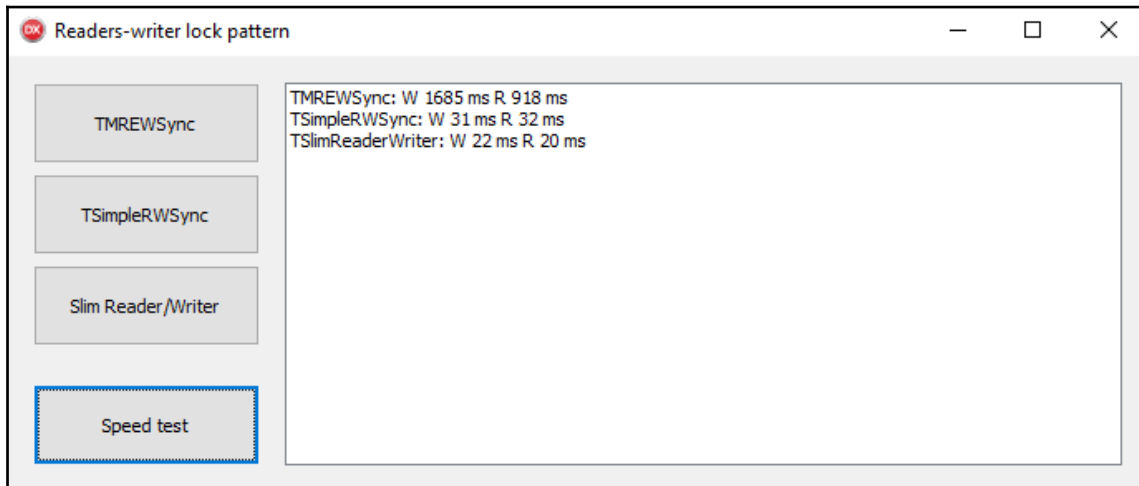 DX Readers-writer lock pattern
TMREWSync
TSimpleRWSync
Slim Reader/Writer
Speed test
TMREWSync: W 1685 ms R 918 ms
TSimpleRWSync: W 31 ms R 32 ms
TSlimReaderWriter: W 22 ms R 20 ms